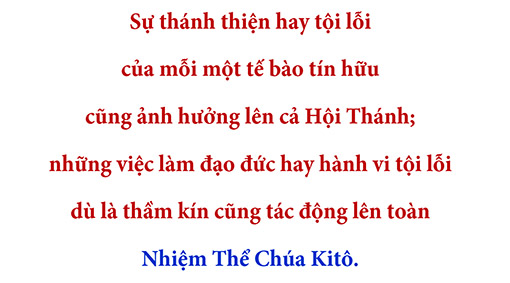 Sự thánh thiện hay tội lỗi
của mỗi một tế bào tín hữu
cũng ảnh hưởng lên cả Hội Thánh;
những việc làm đạo đức hay hành vi tội lỗi
dù là thầm kín cũng tác động lên toàn
Nhiệm Thể Chúa Kitô.